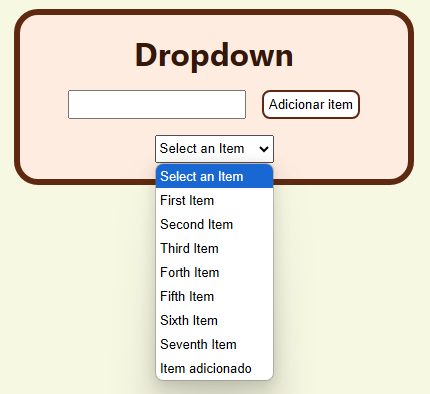 Dropdown
Adicionar item
Select an Item
Select an Item
First Item
Second Item
Third Item
Forth Item
Fifth Item
Sixth Item
Seventh Item
Item adicionado